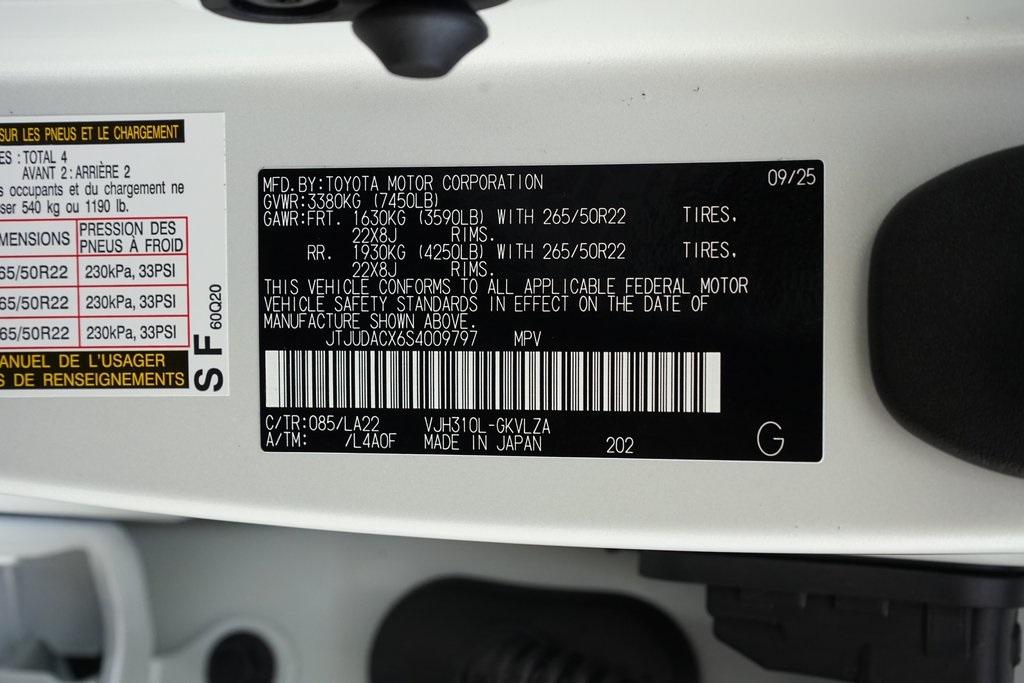 SUR LES PNEUS ET LE CHARGEMENT
ES : TOTAL 4
AVANT 2 : ARRIÈRE 2
s occupants et du chargement ne
ser 540 kg ou 1190 lb.
MENSIONS PRESSION DES PNEUS À FROID
65/50R22 230kPa, 33PSI
65/50R22 230kPa, 33PSI
65/50R22 230kPa, 33PSI
ANUEL DE L'USAGER
S DE RENSEIGNEMENTS
SF 60Q20
MFD.BY:TOYOTA MOTOR CORPORATION 09/25
GVWR:3380KG (7450LB)
GAWR:FRT. 1630KG (3590LB) WITH 265/50R22 TIRES,
22X8J RIMS.
RR. 1930KG (4250LB) WITH 265/50R22 TIRES,
22X8J RIMS.
THIS VEHICLE CONFORMS TO ALL APPLICABLE FEDERAL MOTOR
VEHICLE SAFETY STANDARDS IN EFFECT ON THE DATE OF
MANUFACTURE SHOWN ABOVE.
JTJUDACX6S4009797 MPV
C/TR:085/LA22 VJH310L-GKVLZA
A/TM: /L4A0F MADE IN JAPAN 202 G